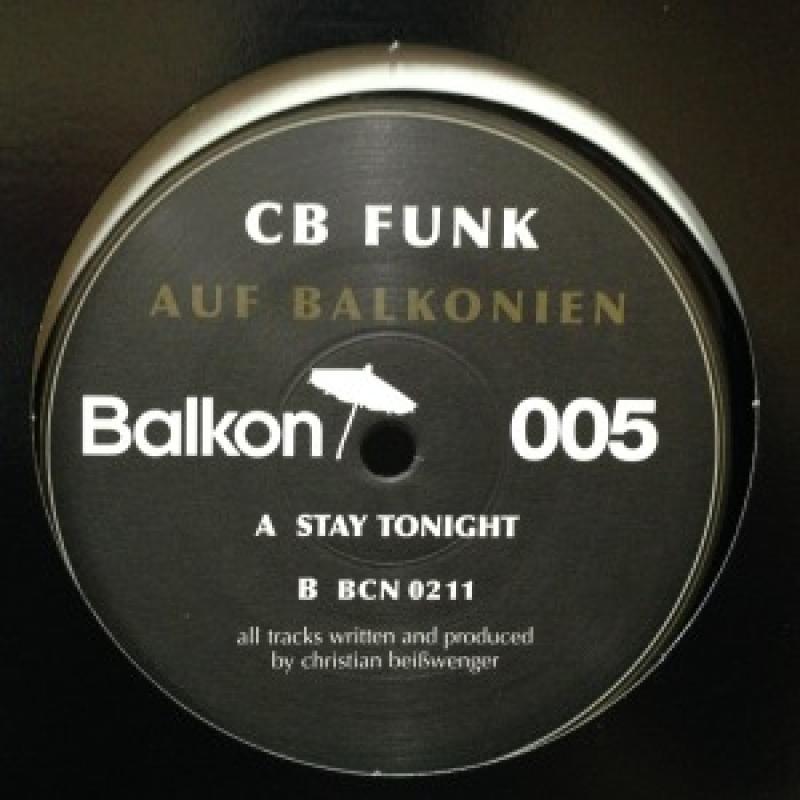 CB FUNK
AUF BALKONIEN
Balkon 005
A STAY TONIGHT
B BCN 0211
all tracks written and produced
by christian beißwenger